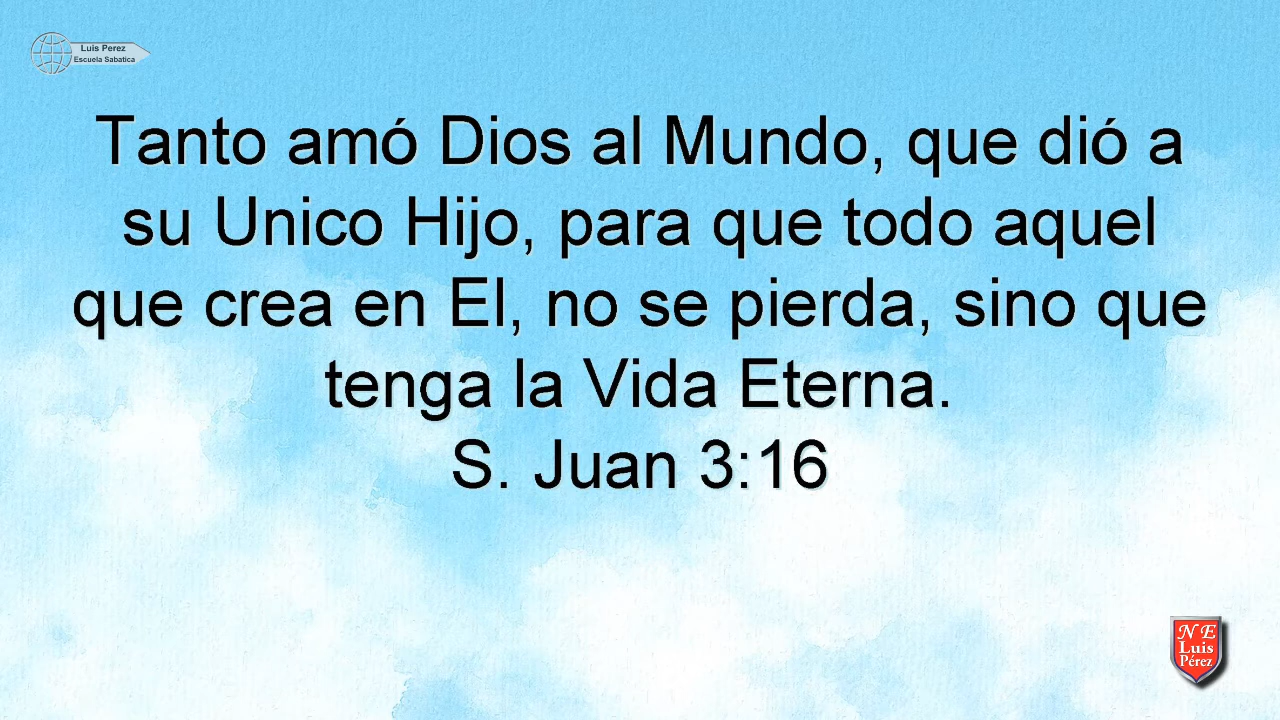 Luis Perez
Escuela Sabatica
Tanto amó Dios al Mundo, que dió a
su Unico Hijo, para que todo aquel
que crea en El, no se pierda, sino que
tenga la Vida Eterna.
S. Juan 3:16
N E
Luis
Pérez